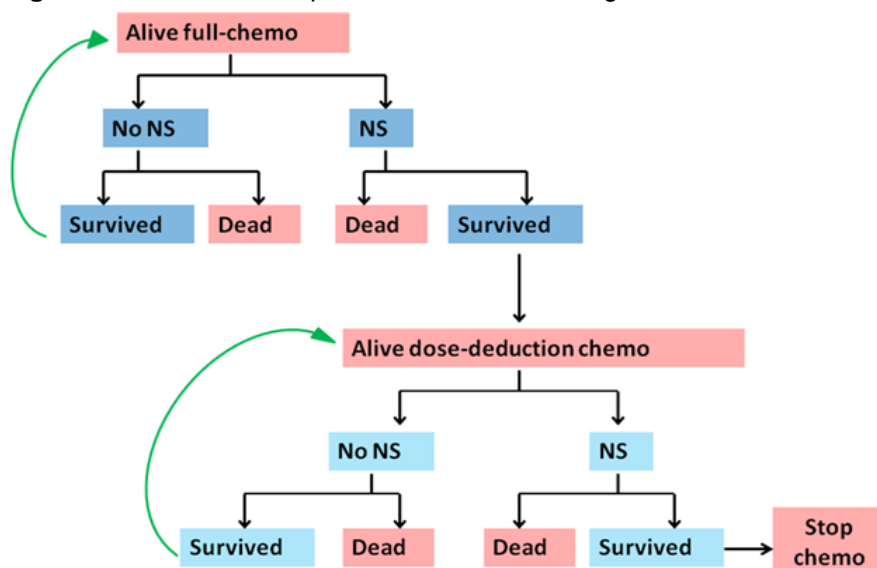 Alive full-chemo
No NS
NS
Survived
Dead
Dead
Survived
Alive dose-deduction chemo
No NS
NS
Survived
Dead
Dead
Survived
Stop
chemo